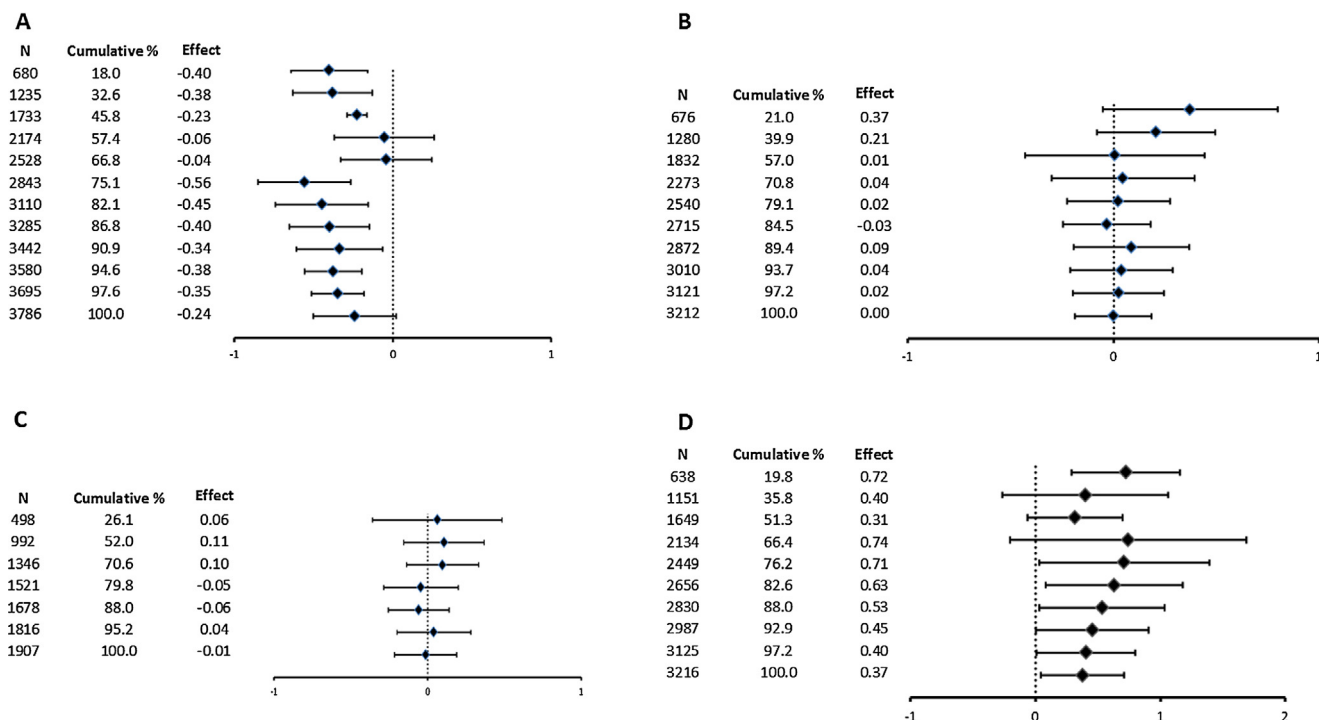 A
N Cumulative % Effect
680 18.0 -0.40
1235 32.6 -0.38
1733 45.8 -0.23
2174 57.4 -0.06
2528 66.8 -0.04
2843 75.1 -0.56
3110 82.1 -0.45
3285 86.8 -0.40
3442 90.9 -0.34
3580 94.6 -0.38
3695 97.6 -0.35
3786 100.0 -0.24
-1 0 1
B
N Cumulative % Effect
676 21.0 0.37
1280 39.9 0.21
1832 57.0 0.01
2273 70.8 0.04
2540 79.1 0.02
2715 84.5 -0.03
2872 89.4 0.09
3010 93.7 0.04
3121 97.2 0.02
3212 100.0 0.00
-1 0 1
C
N Cumulative % Effect
498 26.1 0.06
992 52.0 0.11
1346 70.6 0.10
1521 79.8 -0.05
1678 88.0 -0.06
1816 95.2 0.04
1907 100.0 -0.01
-1 0 1
D
N Cumulative % Effect
638 19.8 0.72
1151 35.8 0.40
1649 51.3 0.31
2134 66.4 0.74
2449 76.2 0.71
2656 82.6 0.63
2830 88.0 0.53
2987 92.9 0.45
3125 97.2 0.40
3216 100.0 0.37
-1 0 1 2